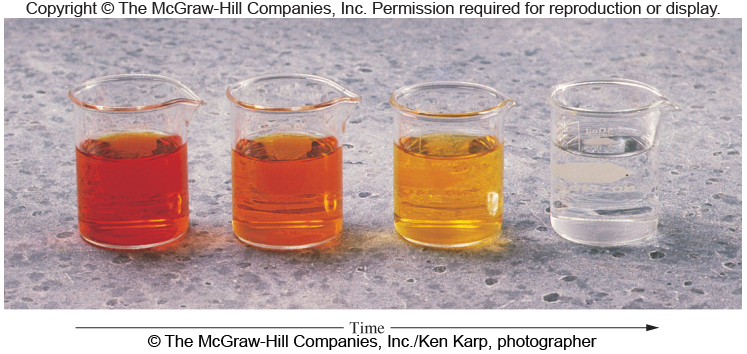 Copyright © The McGraw-Hill Companies, Inc. Permission required for reproduction or display.
Time
© The McGraw-Hill Companies, Inc./Ken Karp, photographer